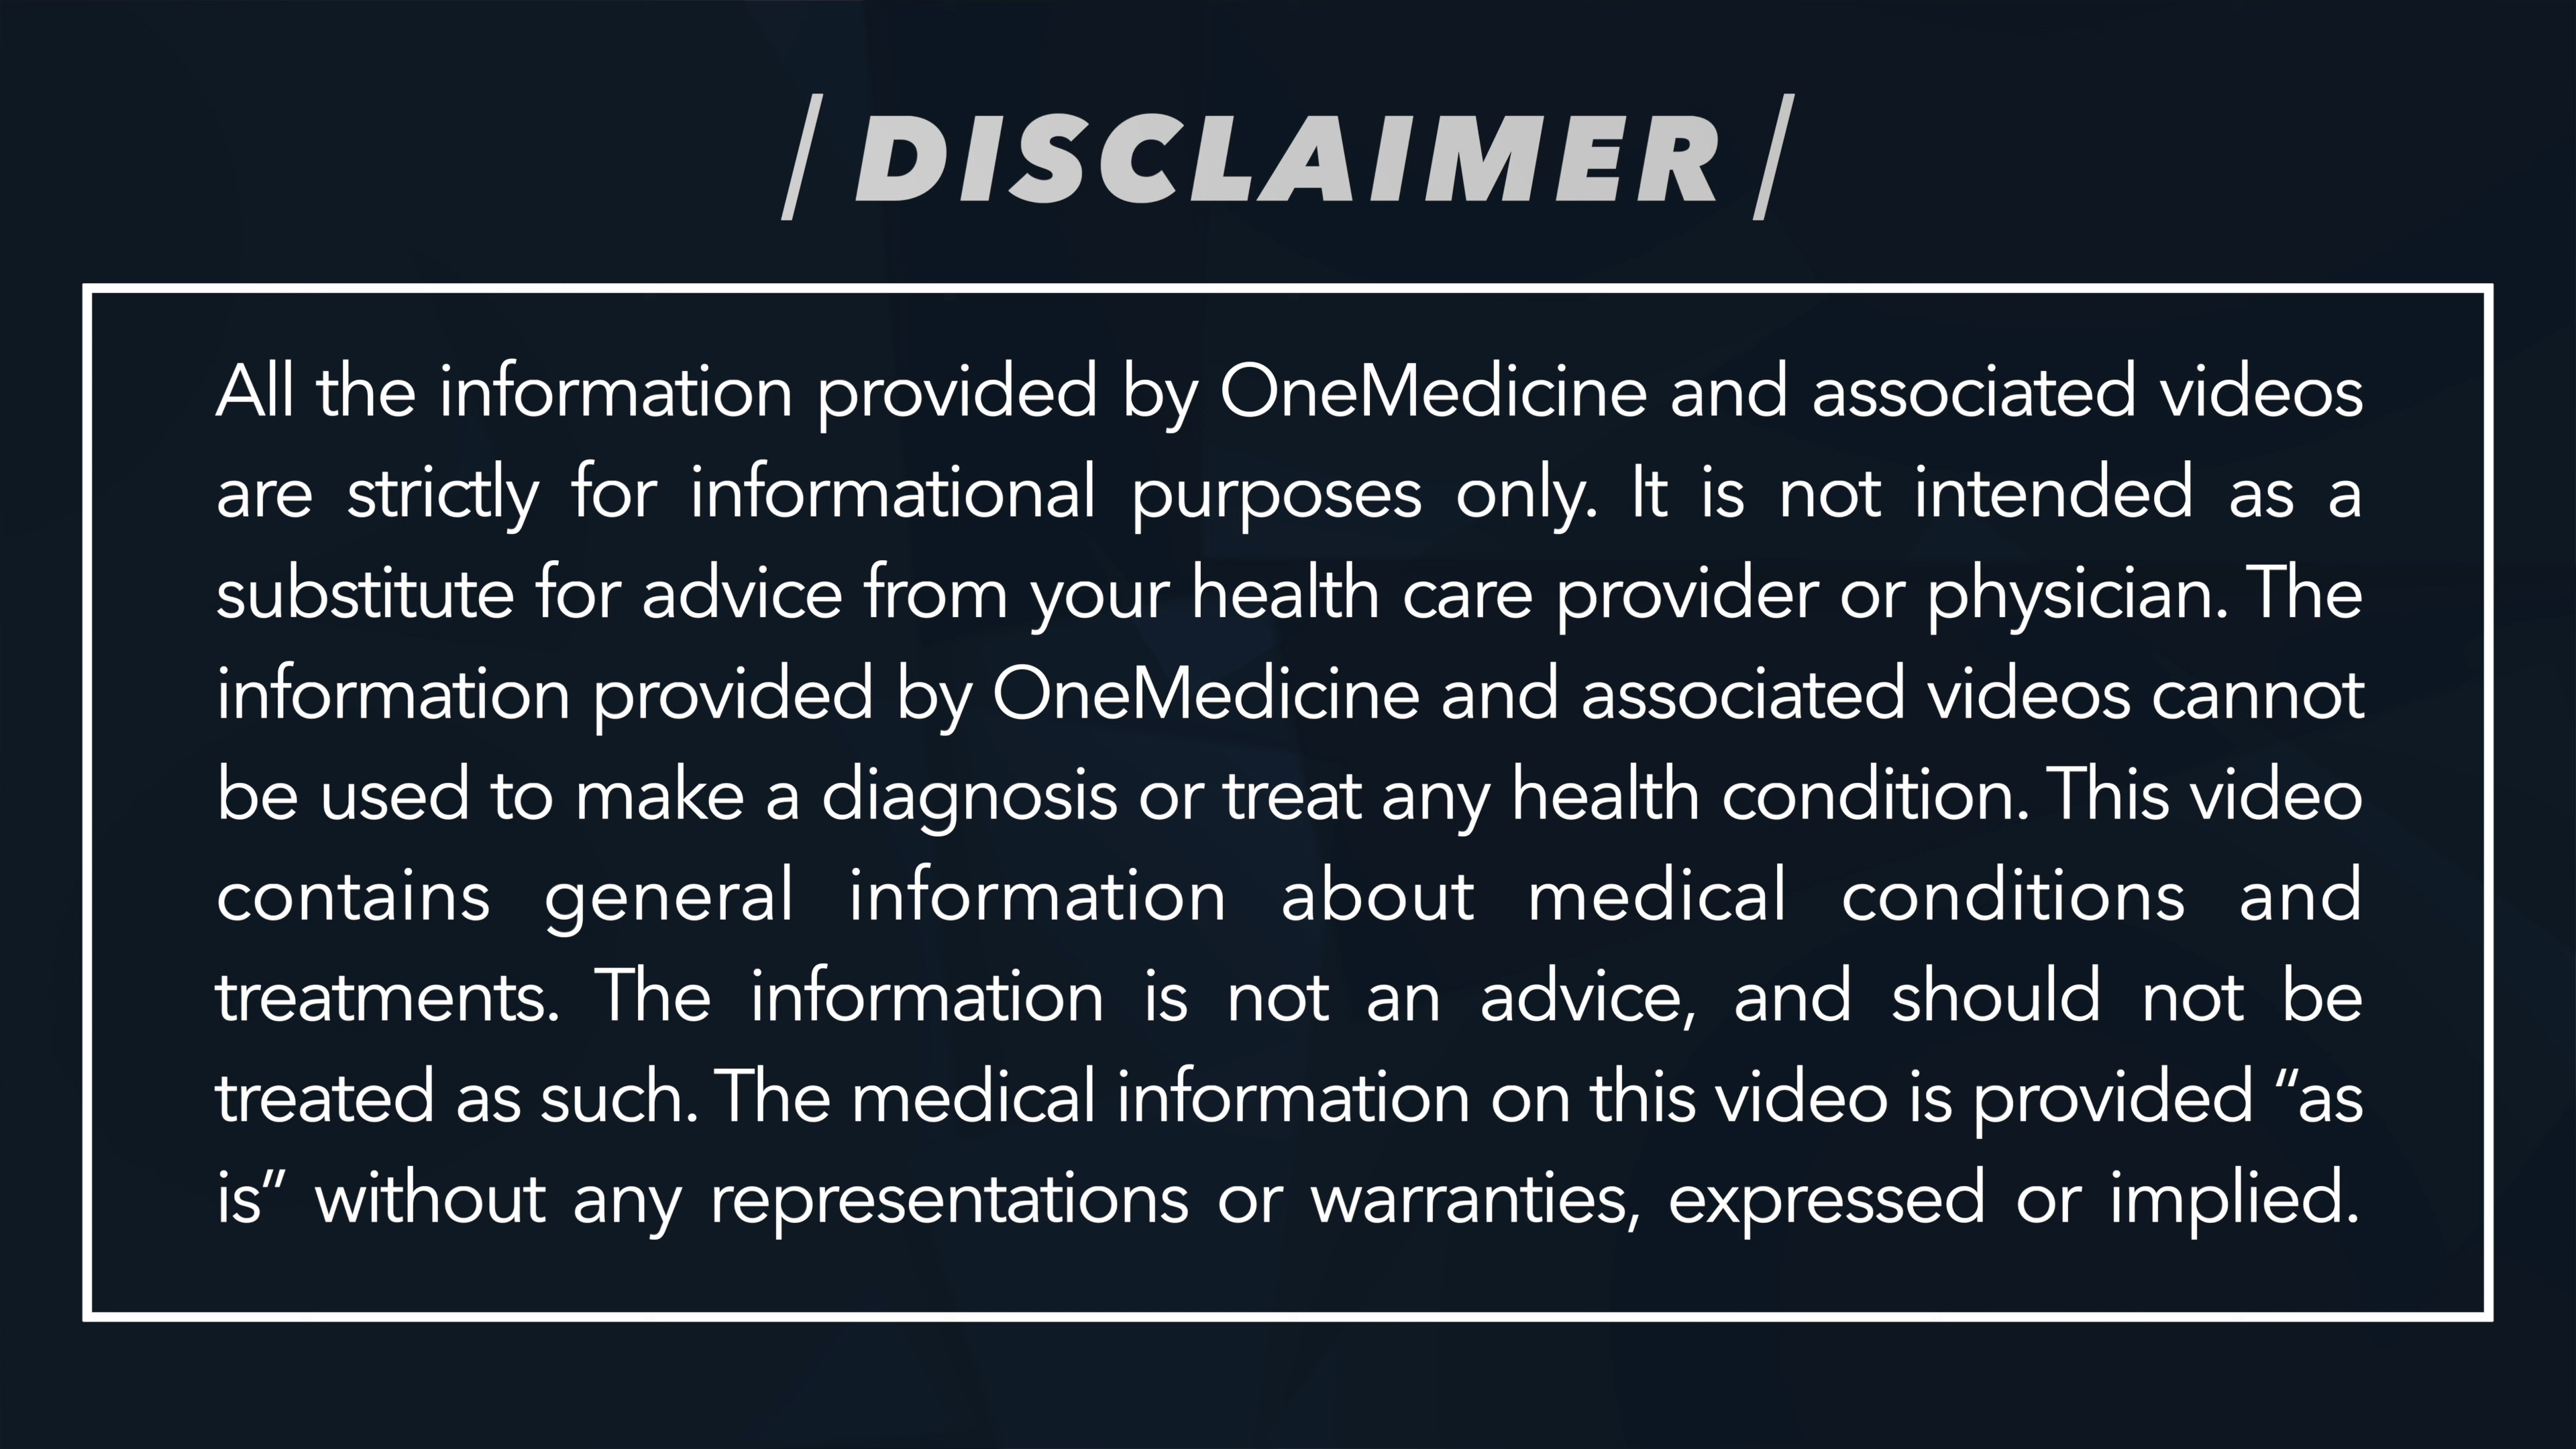 / DISCLAIMER /
All the information provided by OneMedicine and associated videos
are strictly for informational purposes only. It is not intended as a
substitute for advice from your health care provider or physician. The
information provided by OneMedicine and associated videos cannot
be used to make a diagnosis or treat any health condition. This video
contains general information about medical conditions and
treatments. The information is not an advice, and should not be
treated as such. The medical information on this video is provided “as
is” without any representations or warranties, expressed or implied.